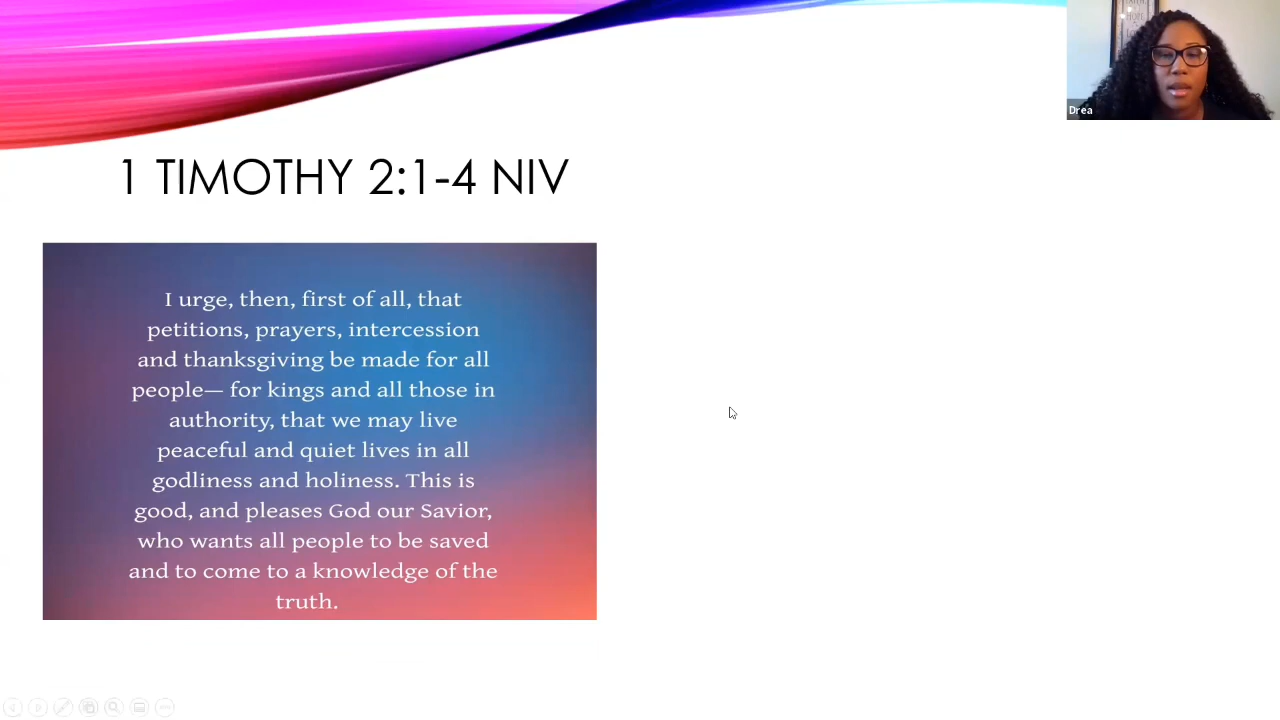 Drea
1 TIMOTHY 2:1-4 NIV
I urge, then, first of all, that
petitions, prayers, intercession
and thanksgiving be made for all
people— for kings and all those in
authority, that we may live
peaceful and quiet lives in all
godliness and holiness. This is
good, and pleases God our Savior,
who wants all people to be saved
and to come to a knowledge of the
truth.